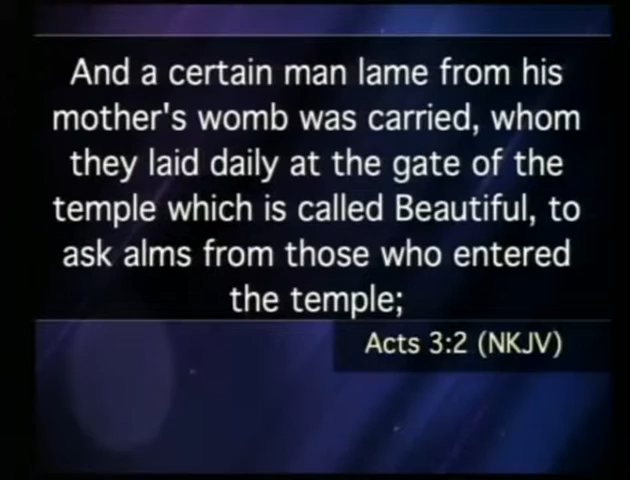 And a certain man lame from his
mother's womb was carried, whom
they laid daily at the gate of the
temple which is called Beautiful, to
ask alms from those who entered
the temple;
Acts 3:2 (NKJV)